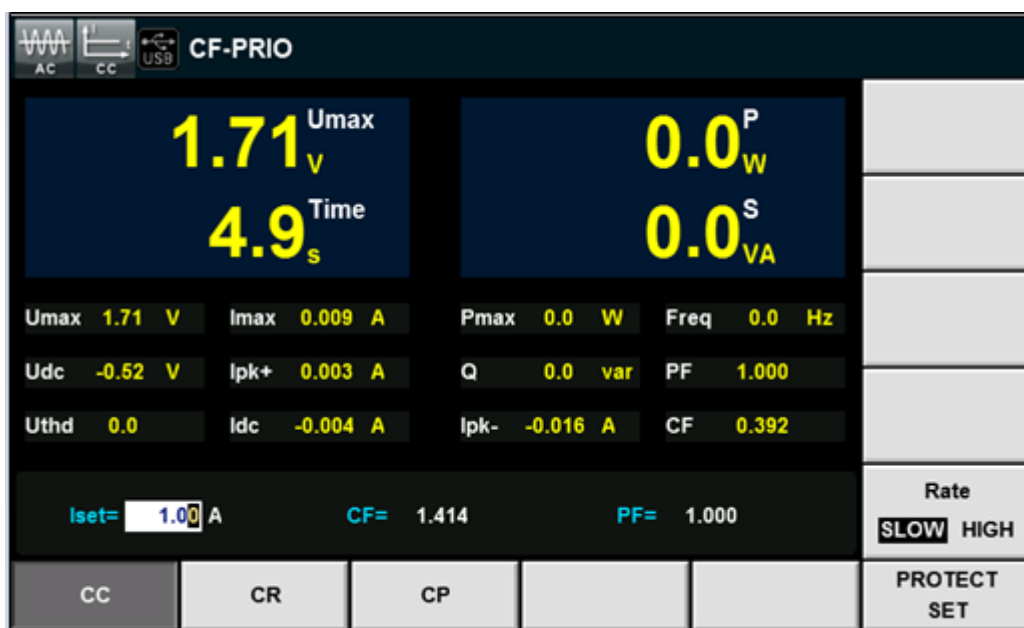 AC CC USB CF-PRIO
1.71 Umax V
0.0 P W
4.9 Time s
0.0 S VA
Umax 1.71 V Imax 0.009 A Pmax 0.0 W Freq 0.0 Hz
Udc -0.52 V Ipk+ 0.003 A Q 0.0 var PF 1.000
Uthd 0.0 Idc -0.004 A Ipk- -0.016 A CF 0.392
Iset= 1.00 A CF= 1.414 PF= 1.000
Rate
SLOW HIGH
CC CR CP
PROTECT
SET